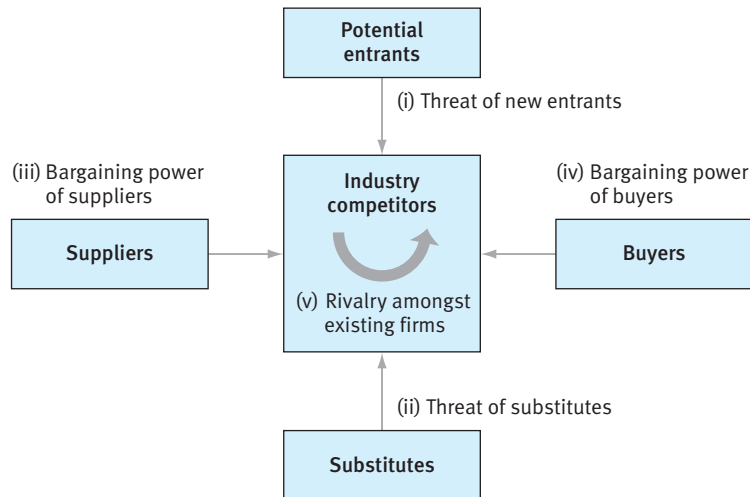 Potential
entrants
(i) Threat of new entrants
(iii) Bargaining power
of suppliers
Suppliers
Industry
competitors
(v) Rivalry amongst
existing firms
(iv) Bargaining power
of buyers
Buyers
(ii) Threat of substitutes
Substitutes